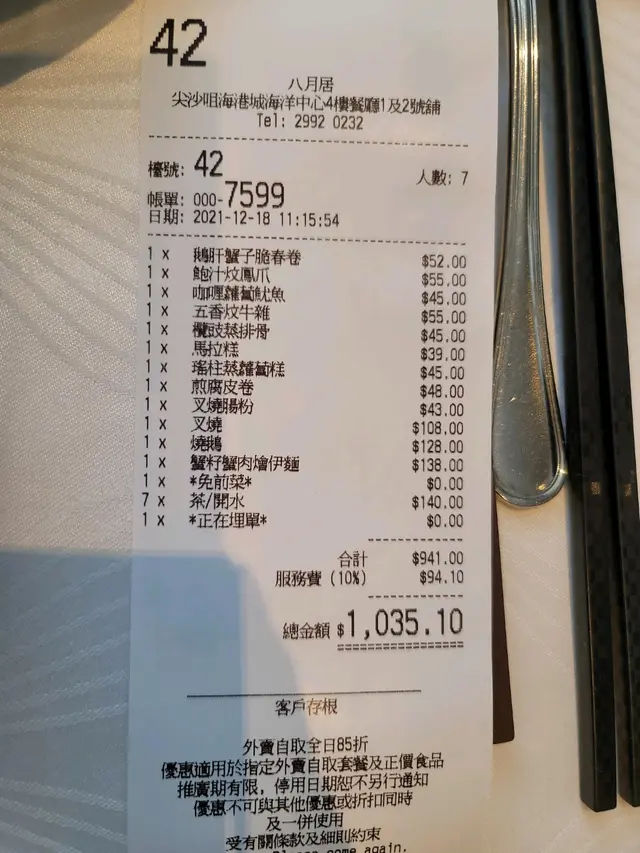 42
八月居
尖沙咀海港城海洋中心4樓餐廳1及2號舖
Tel: 2992 0232
檯號: 42 人數: 7
帳單: 000-7599
日期: 2021-12-18 11:15:54
1 x 鵝肝蟹子脆春卷 $52.00
1 x 鮑汁炆鳳爪 $55.00
1 x 咖喱蘿蔔魷魚 $45.00
1 x 五香炆牛雜 $55.00
1 x 欖豉蒸排骨 $45.00
1 x 馬拉糕 $39.00
1 x 瑤柱蒸蘿蔔糕 $45.00
1 x 煎腐皮卷 $48.00
1 x 叉燒腸粉 $43.00
1 x 叉燒 $108.00
1 x 燒鵝 $128.00
1 x 蟹籽蟹肉燴伊麵 $138.00
1 x *免前菜* $0.00
7 x 茶/開水 $140.00
1 x *正在埋單* $0.00
合計 $941.00
服務費 (10%) $94.10
總金額 $1,035.10
客戶存根
外賣自取全日85折
優惠適用於指定外賣自取套餐及正價食品
推廣期有限，停用日期恕不另行通知
優惠不可與其他優惠或折扣同時
及一併使用
受有關條款及細則約束
Please come again.